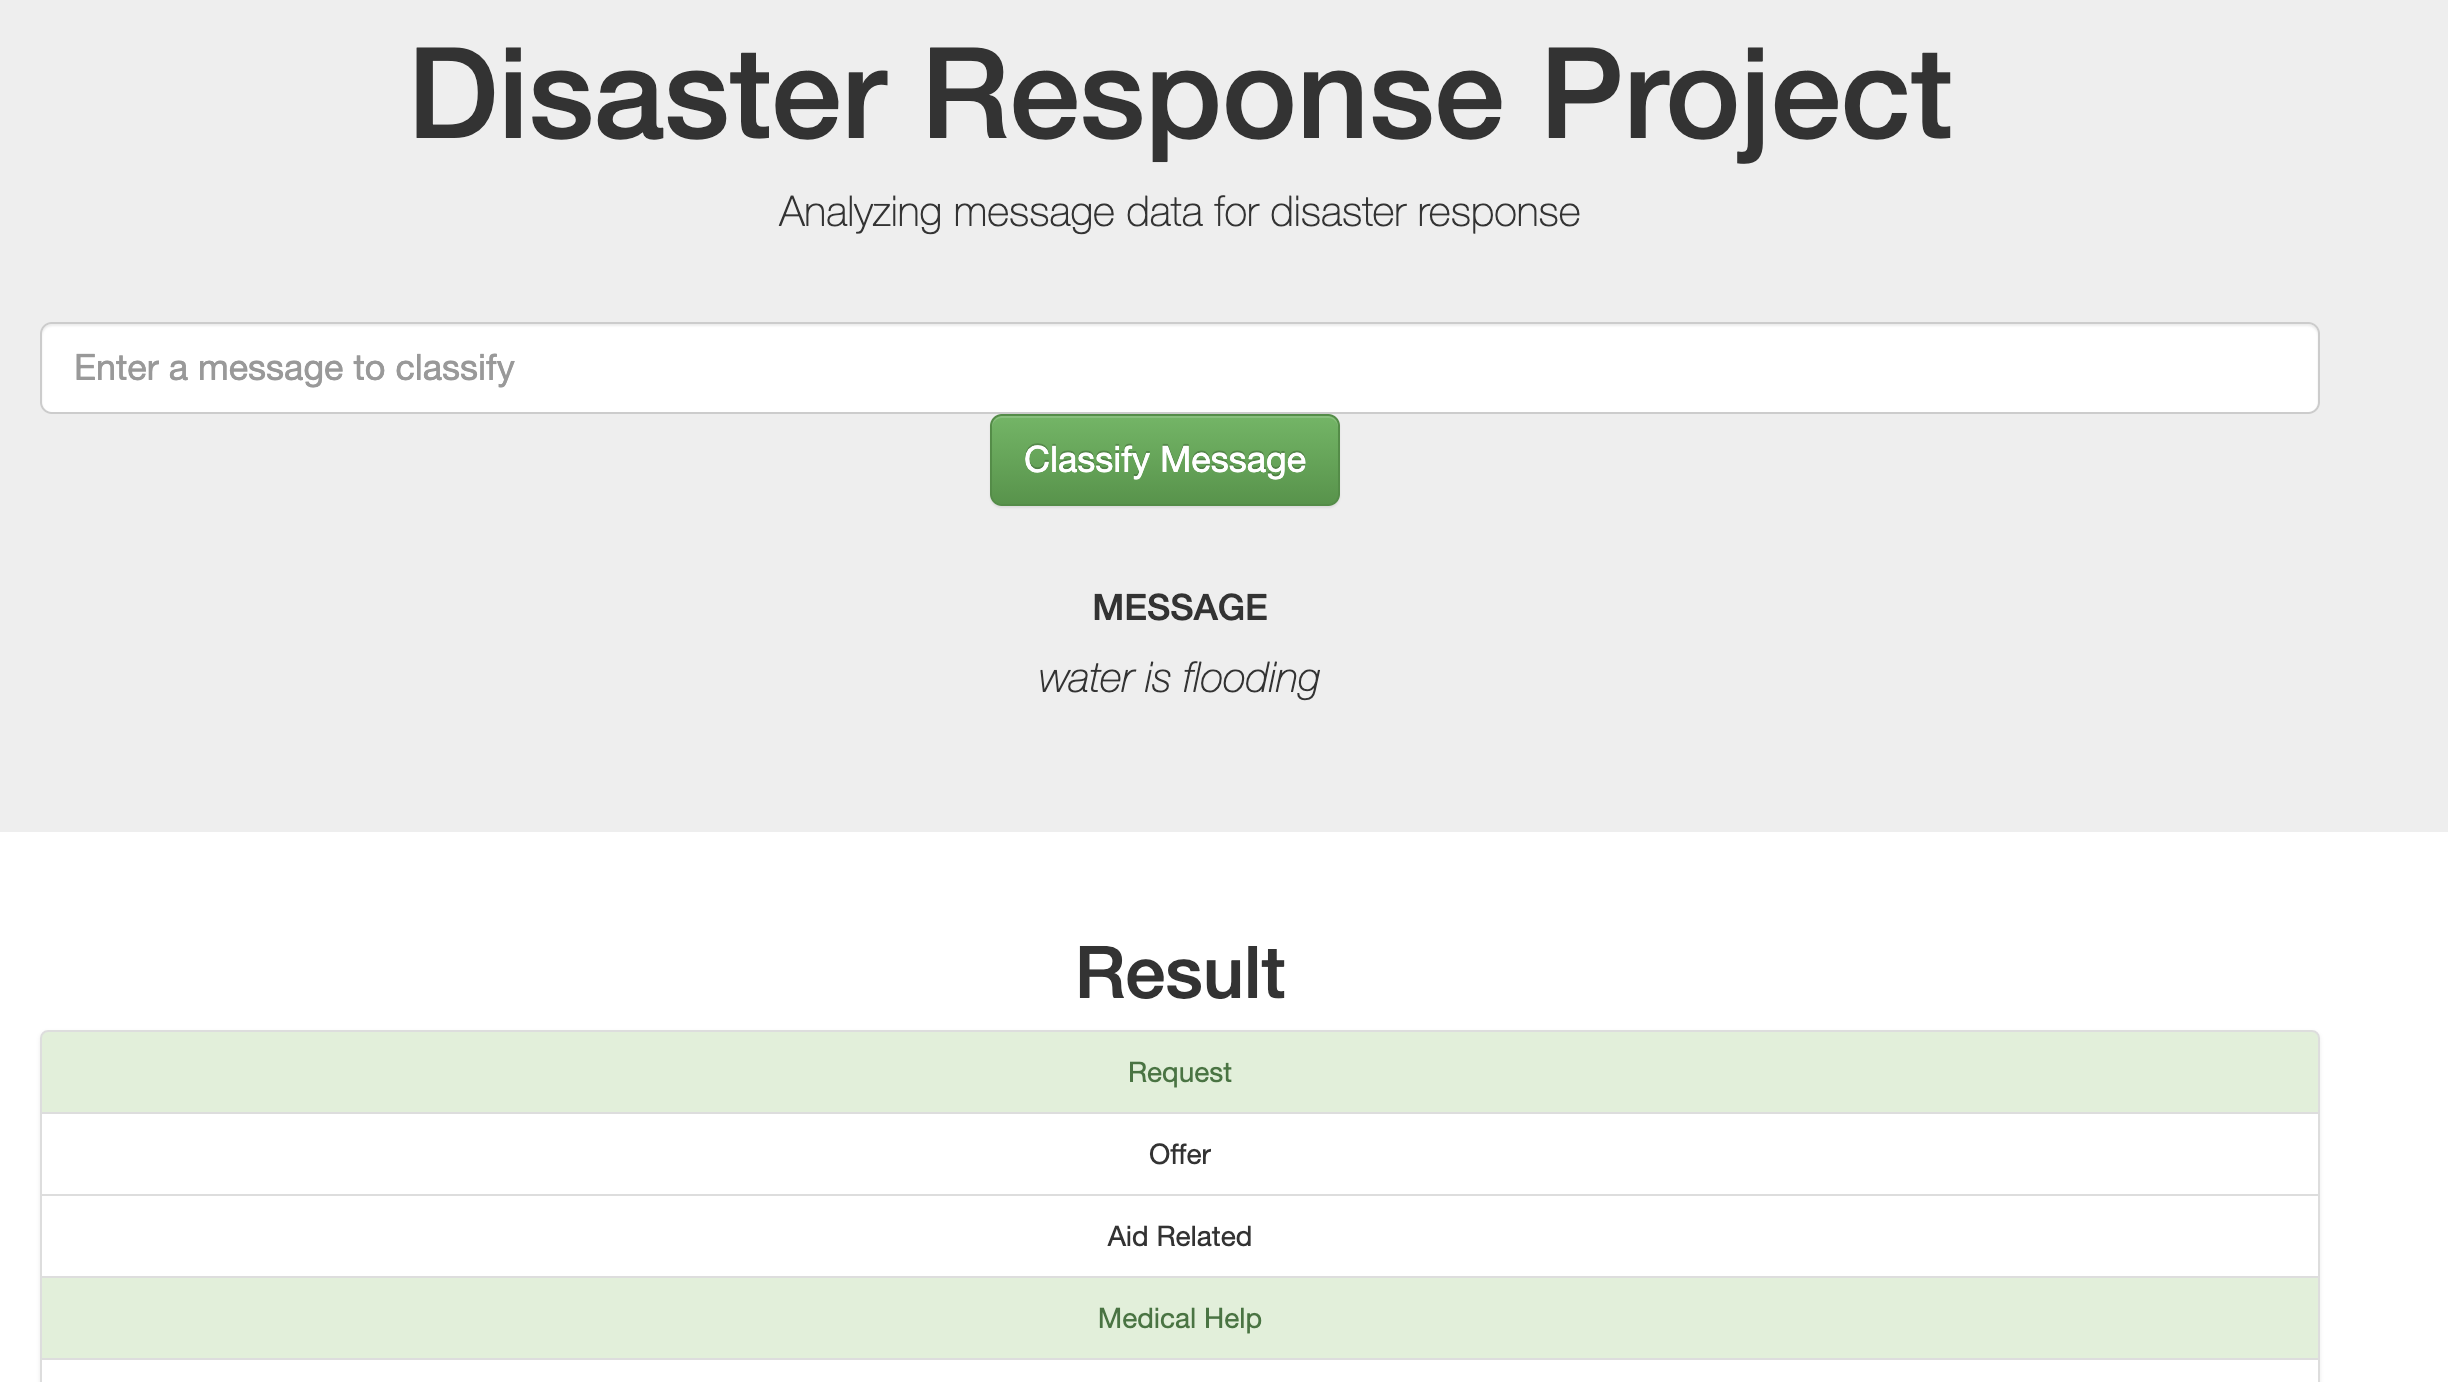 Disaster Response Project
Analyzing message data for disaster response
Enter a message to classify
Classify Message
MESSAGE
water is flooding
Result
Request
Offer
Aid Related
Medical Help